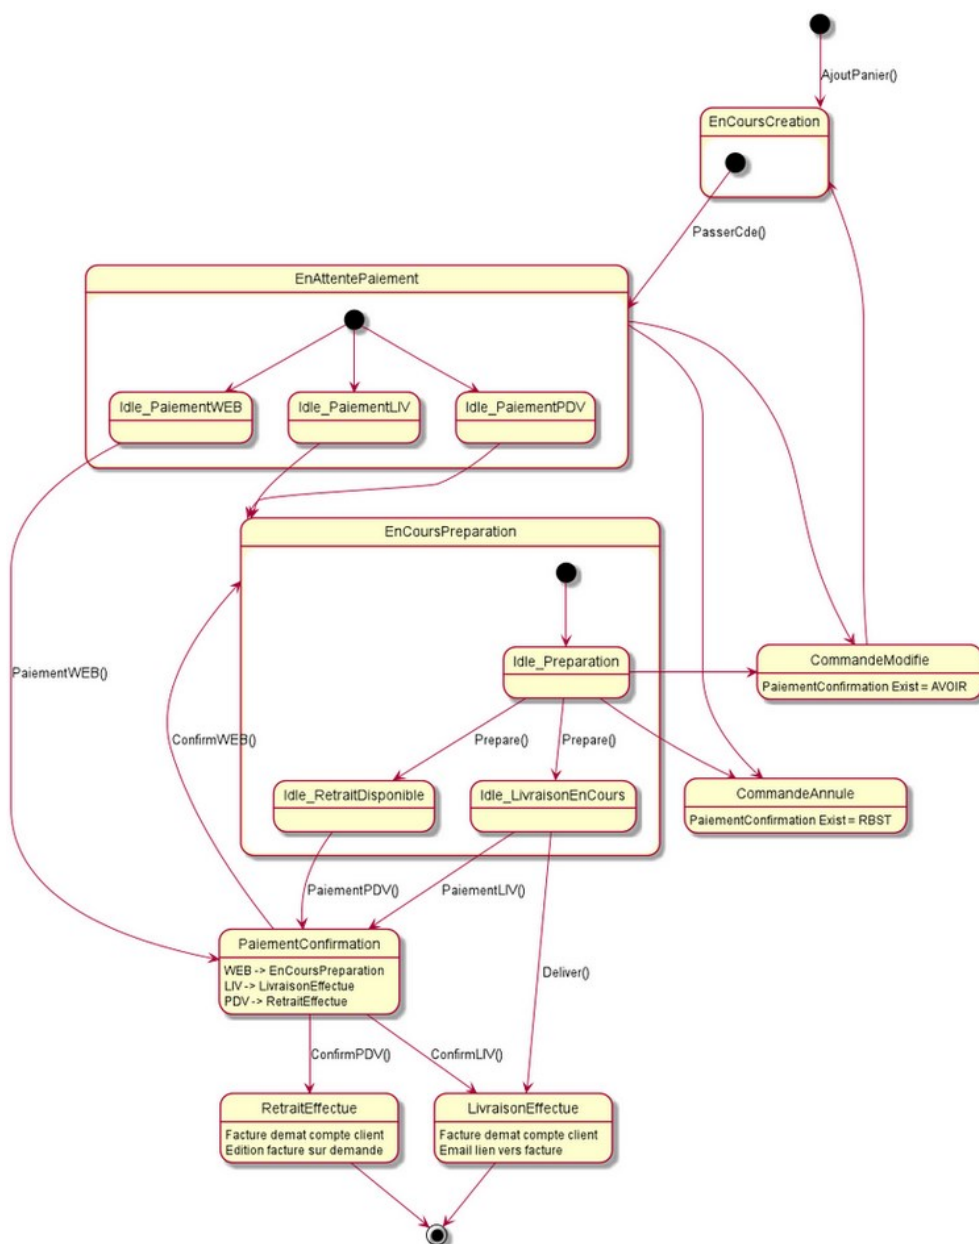 AjoutPanier()
EnCoursCreation
PasserCde()
EnAttentePaiement
Idle_PaiementWEB
Idle_PaiementLIV
Idle_PaiementPDV
EnCoursPreparation
Idle_Preparation
CommandeModifie
PaiementConfirmation Exist = AVOIR
PaiementWEB()
ConfirmWEB()
Prepare()
Prepare()
Idle_RetraitDisponible
Idle_LivraisonEnCours
CommandeAnnule
PaiementConfirmation Exist = RBST
PaiementPDV()
PaiementLIV()
PaiementConfirmation
WEB -> EnCoursPreparation
LIV -> LivraisonEffectue
PDV -> RetraitEffectue
Deliver()
ConfirmPDV()
ConfirmLIV()
RetraitEffectue
Facture demat compte client
Edition facture sur demande
LivraisonEffectue
Facture demat compte client
Email lien vers facture